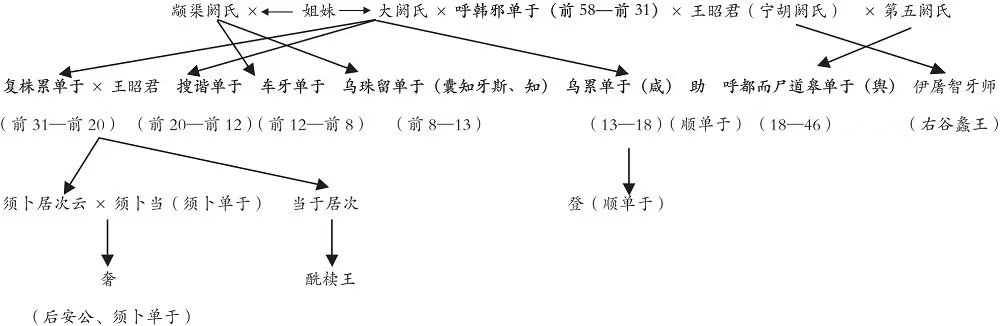 颛渠阏氏 × 姐妹 大阏氏 × 呼韩邪单于（前58—前31）× 王昭君（宁胡阏氏） × 第五阏氏
复株累单于 × 王昭君 搜谐单于 车牙单于 乌珠留单于（囊知牙斯、知） 乌累单于（咸） 助 呼都而尸道皋单于（舆） 伊屠智牙师
（前31—前20） （前20—前12）（前12—前8） （前8—13） （13—18）（顺单于） （18—46） （右谷蠡王）
须卜居次云 × 须卜当（须卜单于） 当于居次 登（顺单于）
奢 酰椟王
（后安公、须卜单于）